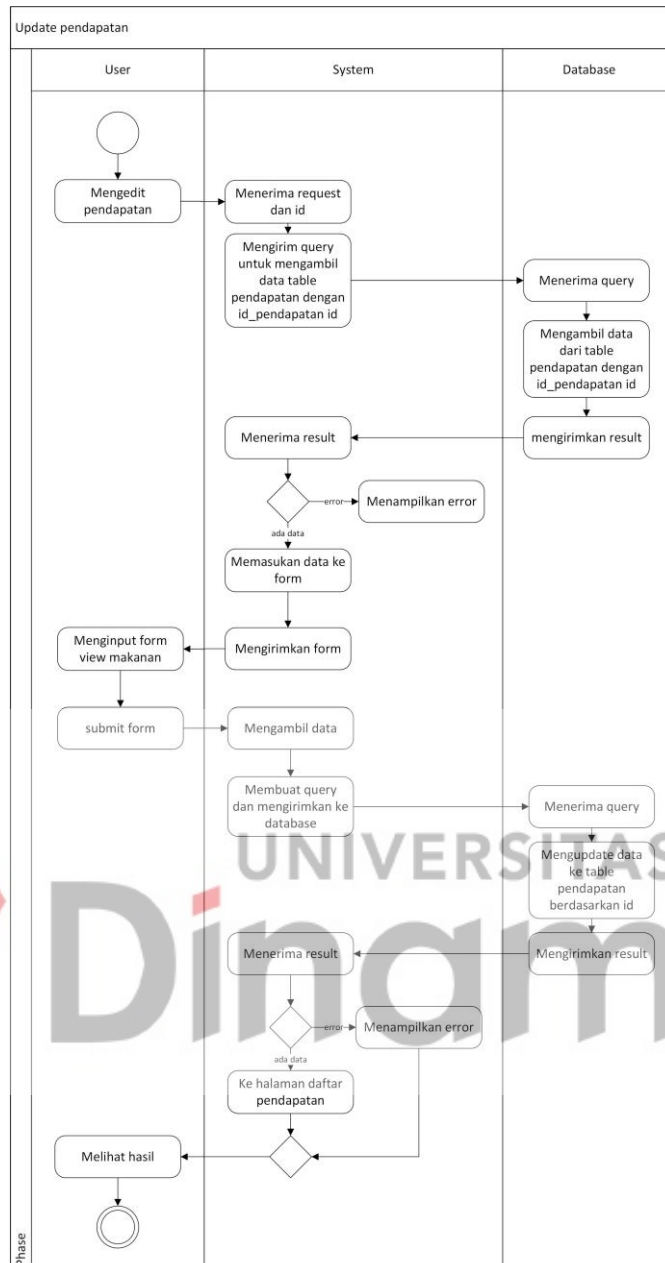 Update pendapatan
User
System
Database
Mengedit
pendapatan
Menerima request
dan id
Mengirim query
untuk mengambil
data table
pendapatan dengan
id_pendapatan id
Menerima query
Mengambil data
dari table
pendapatan dengan
id_pendapatan id
mengirimkan result
Menerima result
error
Menampilkan error
ada data
Memasukan data ke
form
Mengirimkan form
Menginput form
view makanan
submit form
Mengambil data
Membuat query
dan mengirimkan ke
database
Menerima query
Mengupdate data
ke table
pendapatan
berdasarkan id
Mengirimkan result
Menerima result
error
Menampilkan error
ada data
Ke halaman daftar
pendapatan
Melihat hasil
Phase
UNIVERSITAS
Dinam